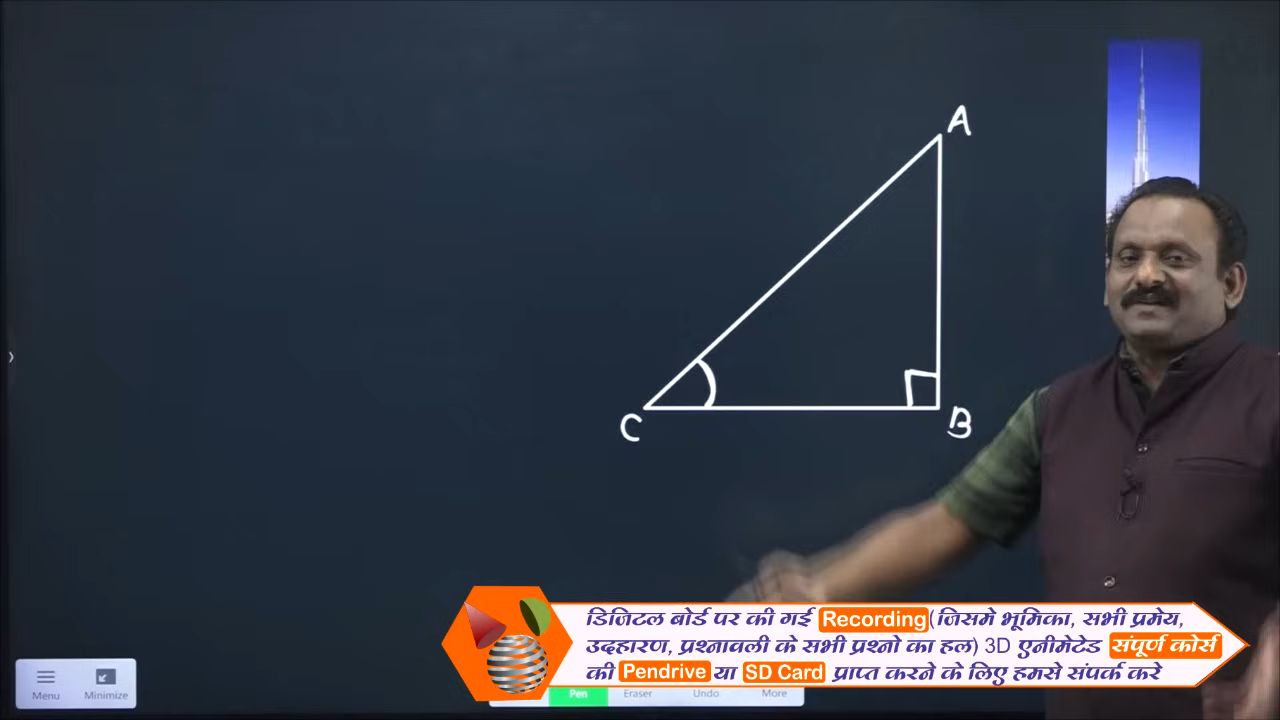 A
C
B
डिजिटल बोर्ड पर की गई Recording (जिसमे भूमिका, सभी प्रमेय,
उदहारण, प्रश्नावली के सभी प्रश्नो का हल) 3D एनीमेटेड संपूर्ण कोर्स
की Pendrive या SD Card प्राप्त करने के लिए हमसे संपर्क करे
Menu Minimize Pen Eraser Undo More